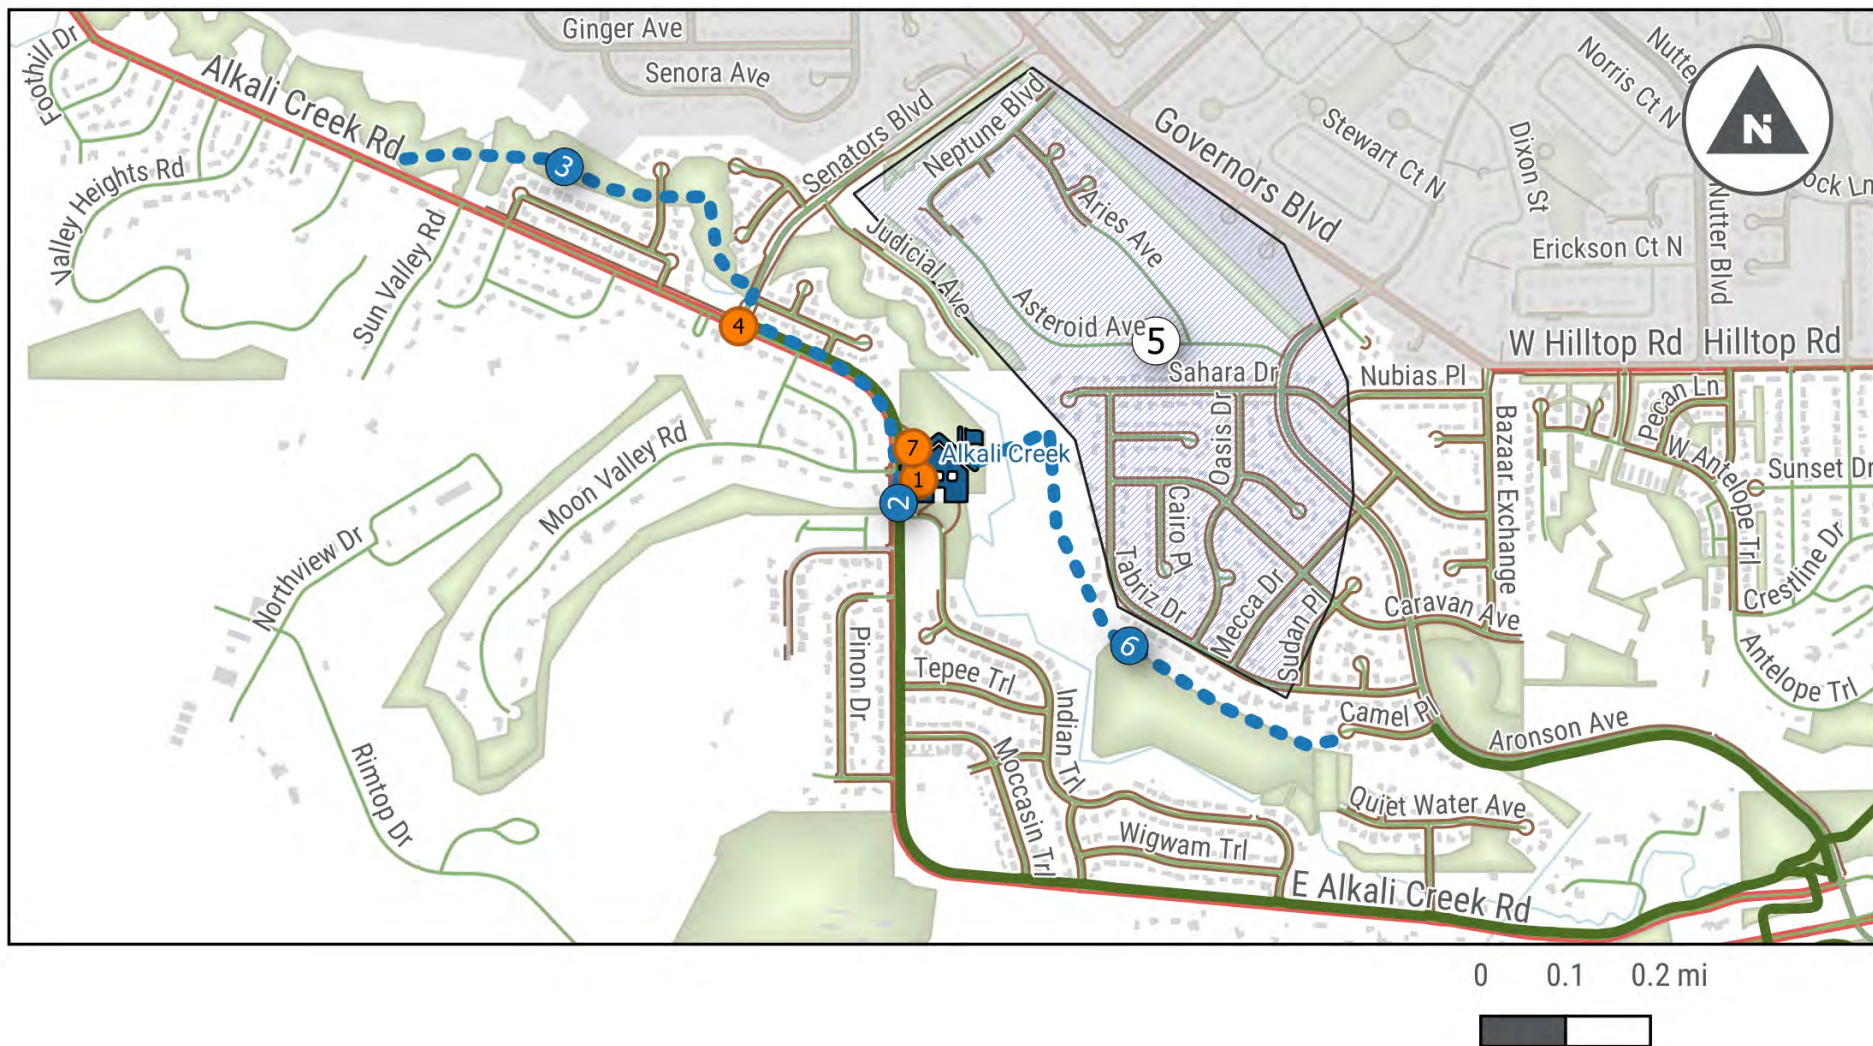 Ginger Ave
Senora Ave
Foothill Dr
Alkali Creek Rd
Valley Heights Rd
Sun Valley Rd
3
Senators Blvd
Neptune Blvd
Governors Blvd
Stewart Ct N
Norris Ct N
Dixon St
N
Nutter Blvd
Erickson Ct N
Judicial Ave
Aries Ave
Asteroid Ave
5
4
Sahara Dr
Nubias Pl
W Hilltop Rd
Hilltop Rd
Pecan Ln
W Antelope Trl
Sunset Dr
Bazaar Exchange
Oasis Dr
Cairo Pl
Tabriz Dr
Mecca Dr
Sudan Pl
Caravan Ave
Crestline Dr
Antelope Trl
Moon Valley Rd
Northview Dr
7
Alkali Creek
1
2
6
Pinon Dr
Tepee Trl
Indian Trl
Moccasin Trl
Wigwam Trl
Camel Pl
Aronson Ave
Quiet Water Ave
E Alkali Creek Rd
Rimtop Dr
0 0.1 0.2 mi